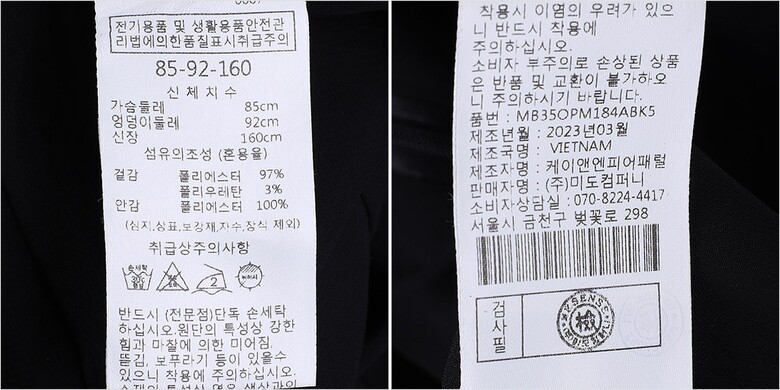 전기용품 및 생활용품안전관
리법에의한품질표시취급주의
85-92-160
신 체 치 수
가슴둘레 85cm
엉덩이둘레 92cm
신장 160cm
섬유의조성 (혼용율)
겉감 폴리에스터 97%
폴리우레탄 3%
안감 폴리에스터 100%
(심지,상표,보강재,자수,장식 제외)
취급상주의사항
손세탁
30℃
중성
2
드라이
반드시 (전문점)단독 손세탁
하십시오.원단의 특성상 강한
힘과 마찰에 의한 미어짐.
뜯김, 보푸라기 등이 있을수
있으니 착용에 주의하십시오.
착용시 이염의 우려가 있으
니 반드시 착용에
주의하십시오.
소비자 부주의로 손상된 상품
은 반품 및 교환이 불가하오
니 주의하시기 바랍니다.
품번 : MB35OPM184ABK5
제조년월 : 2023년03월
제조국명 : VIETNAM
제조자명 : 케이앤엔피어패럴
판매자명 : (주)미도컴퍼니
소비자상담실 : 070-8224-4417
서울시 금천구 벚꽃로 298
검사필
檢